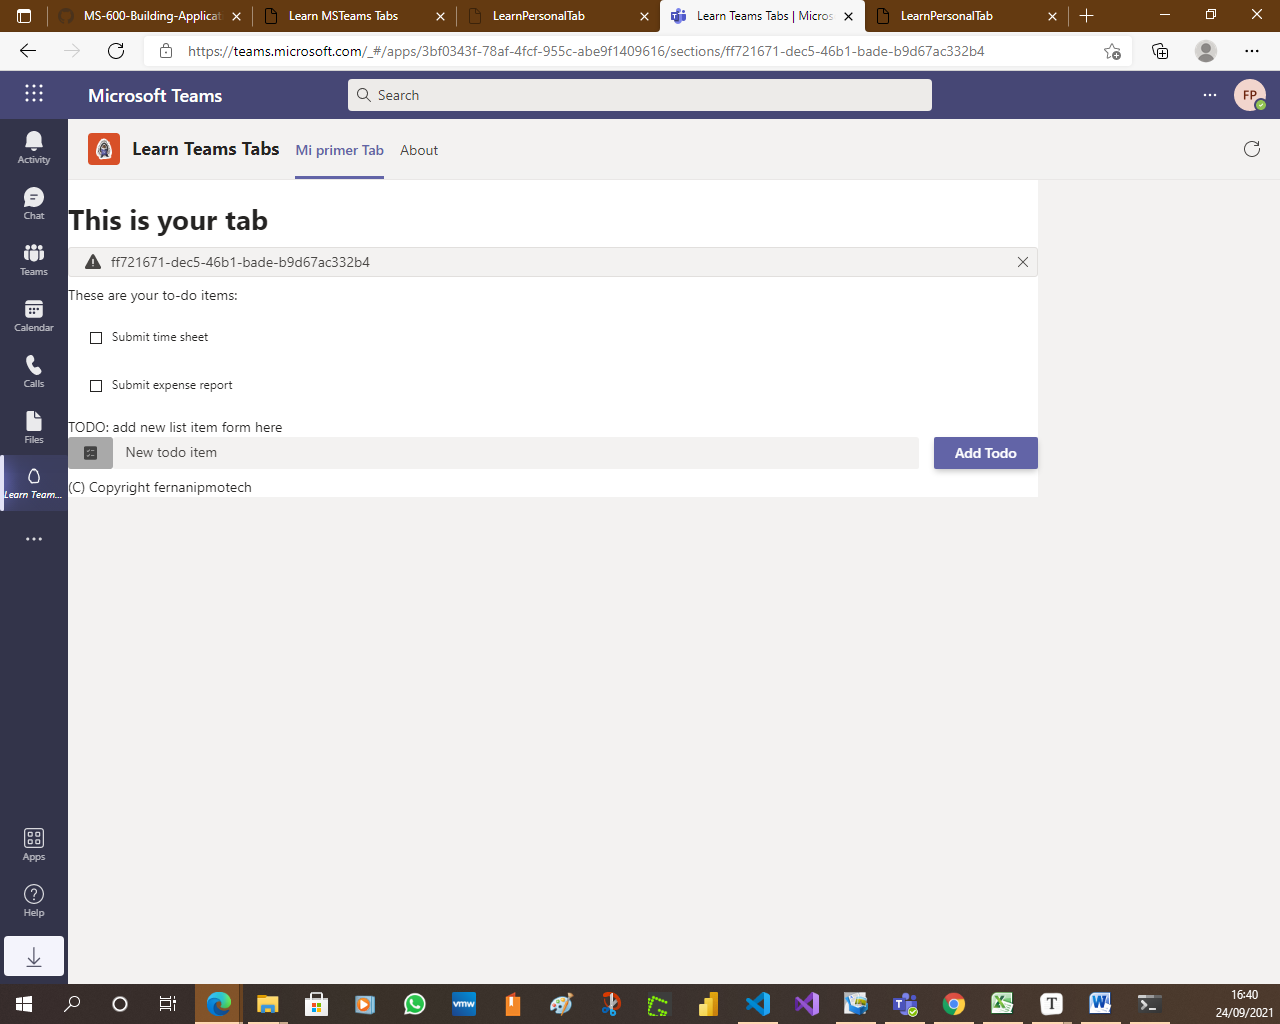 MS-600-Building-Applicat
Learn MSTeams Tabs
LearnPersonalTab
Learn Teams Tabs | Micros
LearnPersonalTab
https://teams.microsoft.com/_#/apps/3bf0343f-78af-4fcf-955c-abe9f1409616/sections/ff721671-dec5-46b1-bade-b9d67ac332b4
Microsoft Teams
Search
FP
Activity
Chat
Teams
Calendar
Calls
Files
Learn Team...
Apps
Help
Learn Teams Tabs
Mi primer Tab
About
This is your tab
ff721671-dec5-46b1-bade-b9d67ac332b4
These are your to-do items:
Submit time sheet
Submit expense report
TODO: add new list item form here
New todo item
Add Todo
(C) Copyright fernanipmotech
vmw
T
16:40
24/09/2021